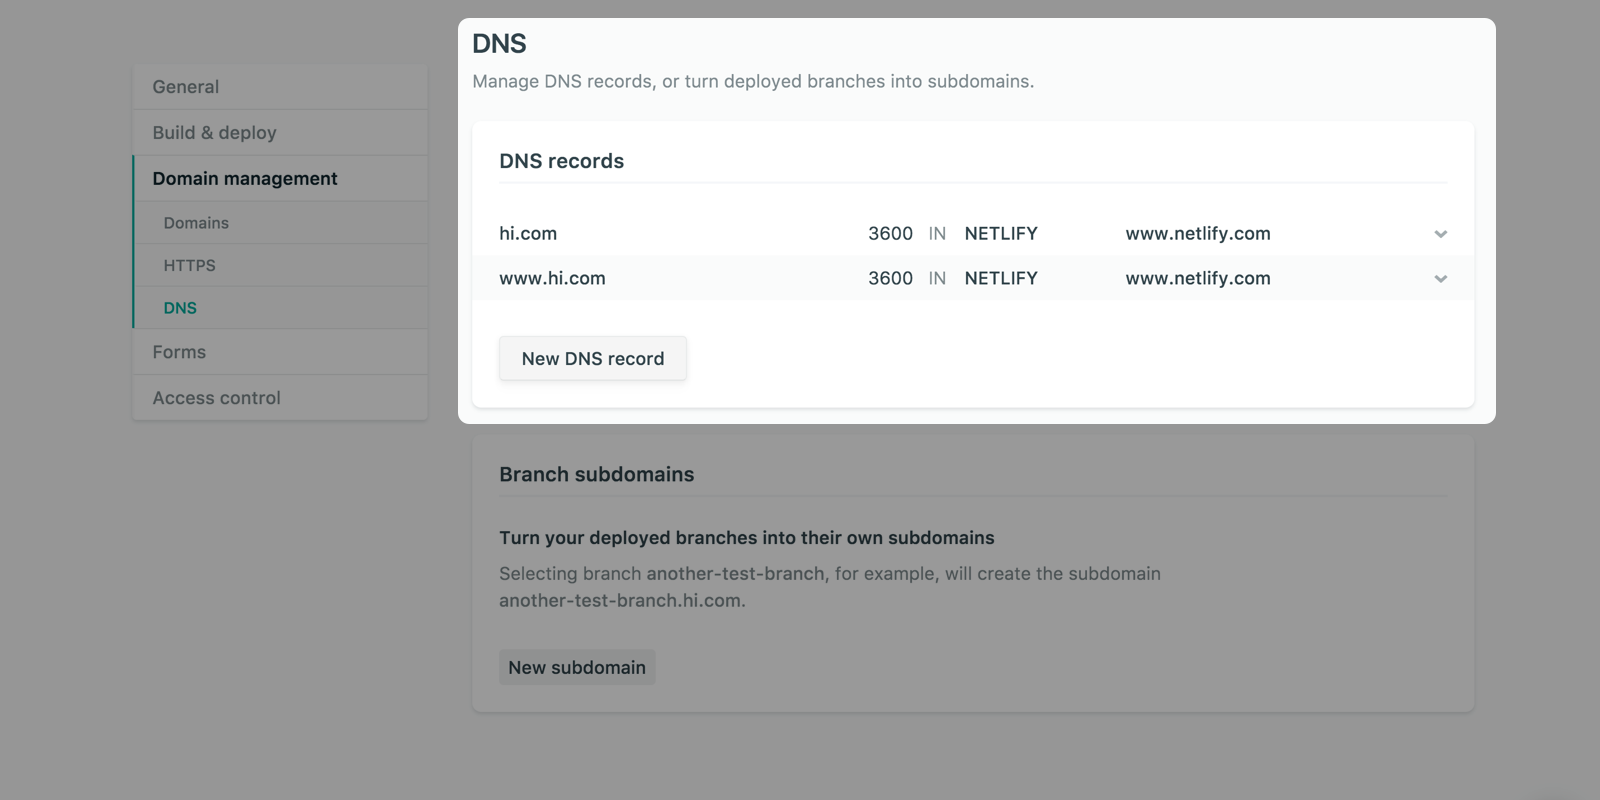 General
Build & deploy
Domain management
Domains
HTTPS
DNS
Forms
Access control
DNS
Manage DNS records, or turn deployed branches into subdomains.
DNS records
hi.com 3600 IN NETLIFY www.netlify.com
www.hi.com 3600 IN NETLIFY www.netlify.com
New DNS record
Branch subdomains
Turn your deployed branches into their own subdomains
Selecting branch another-test-branch, for example, will create the subdomain
another-test-branch.hi.com.
New subdomain